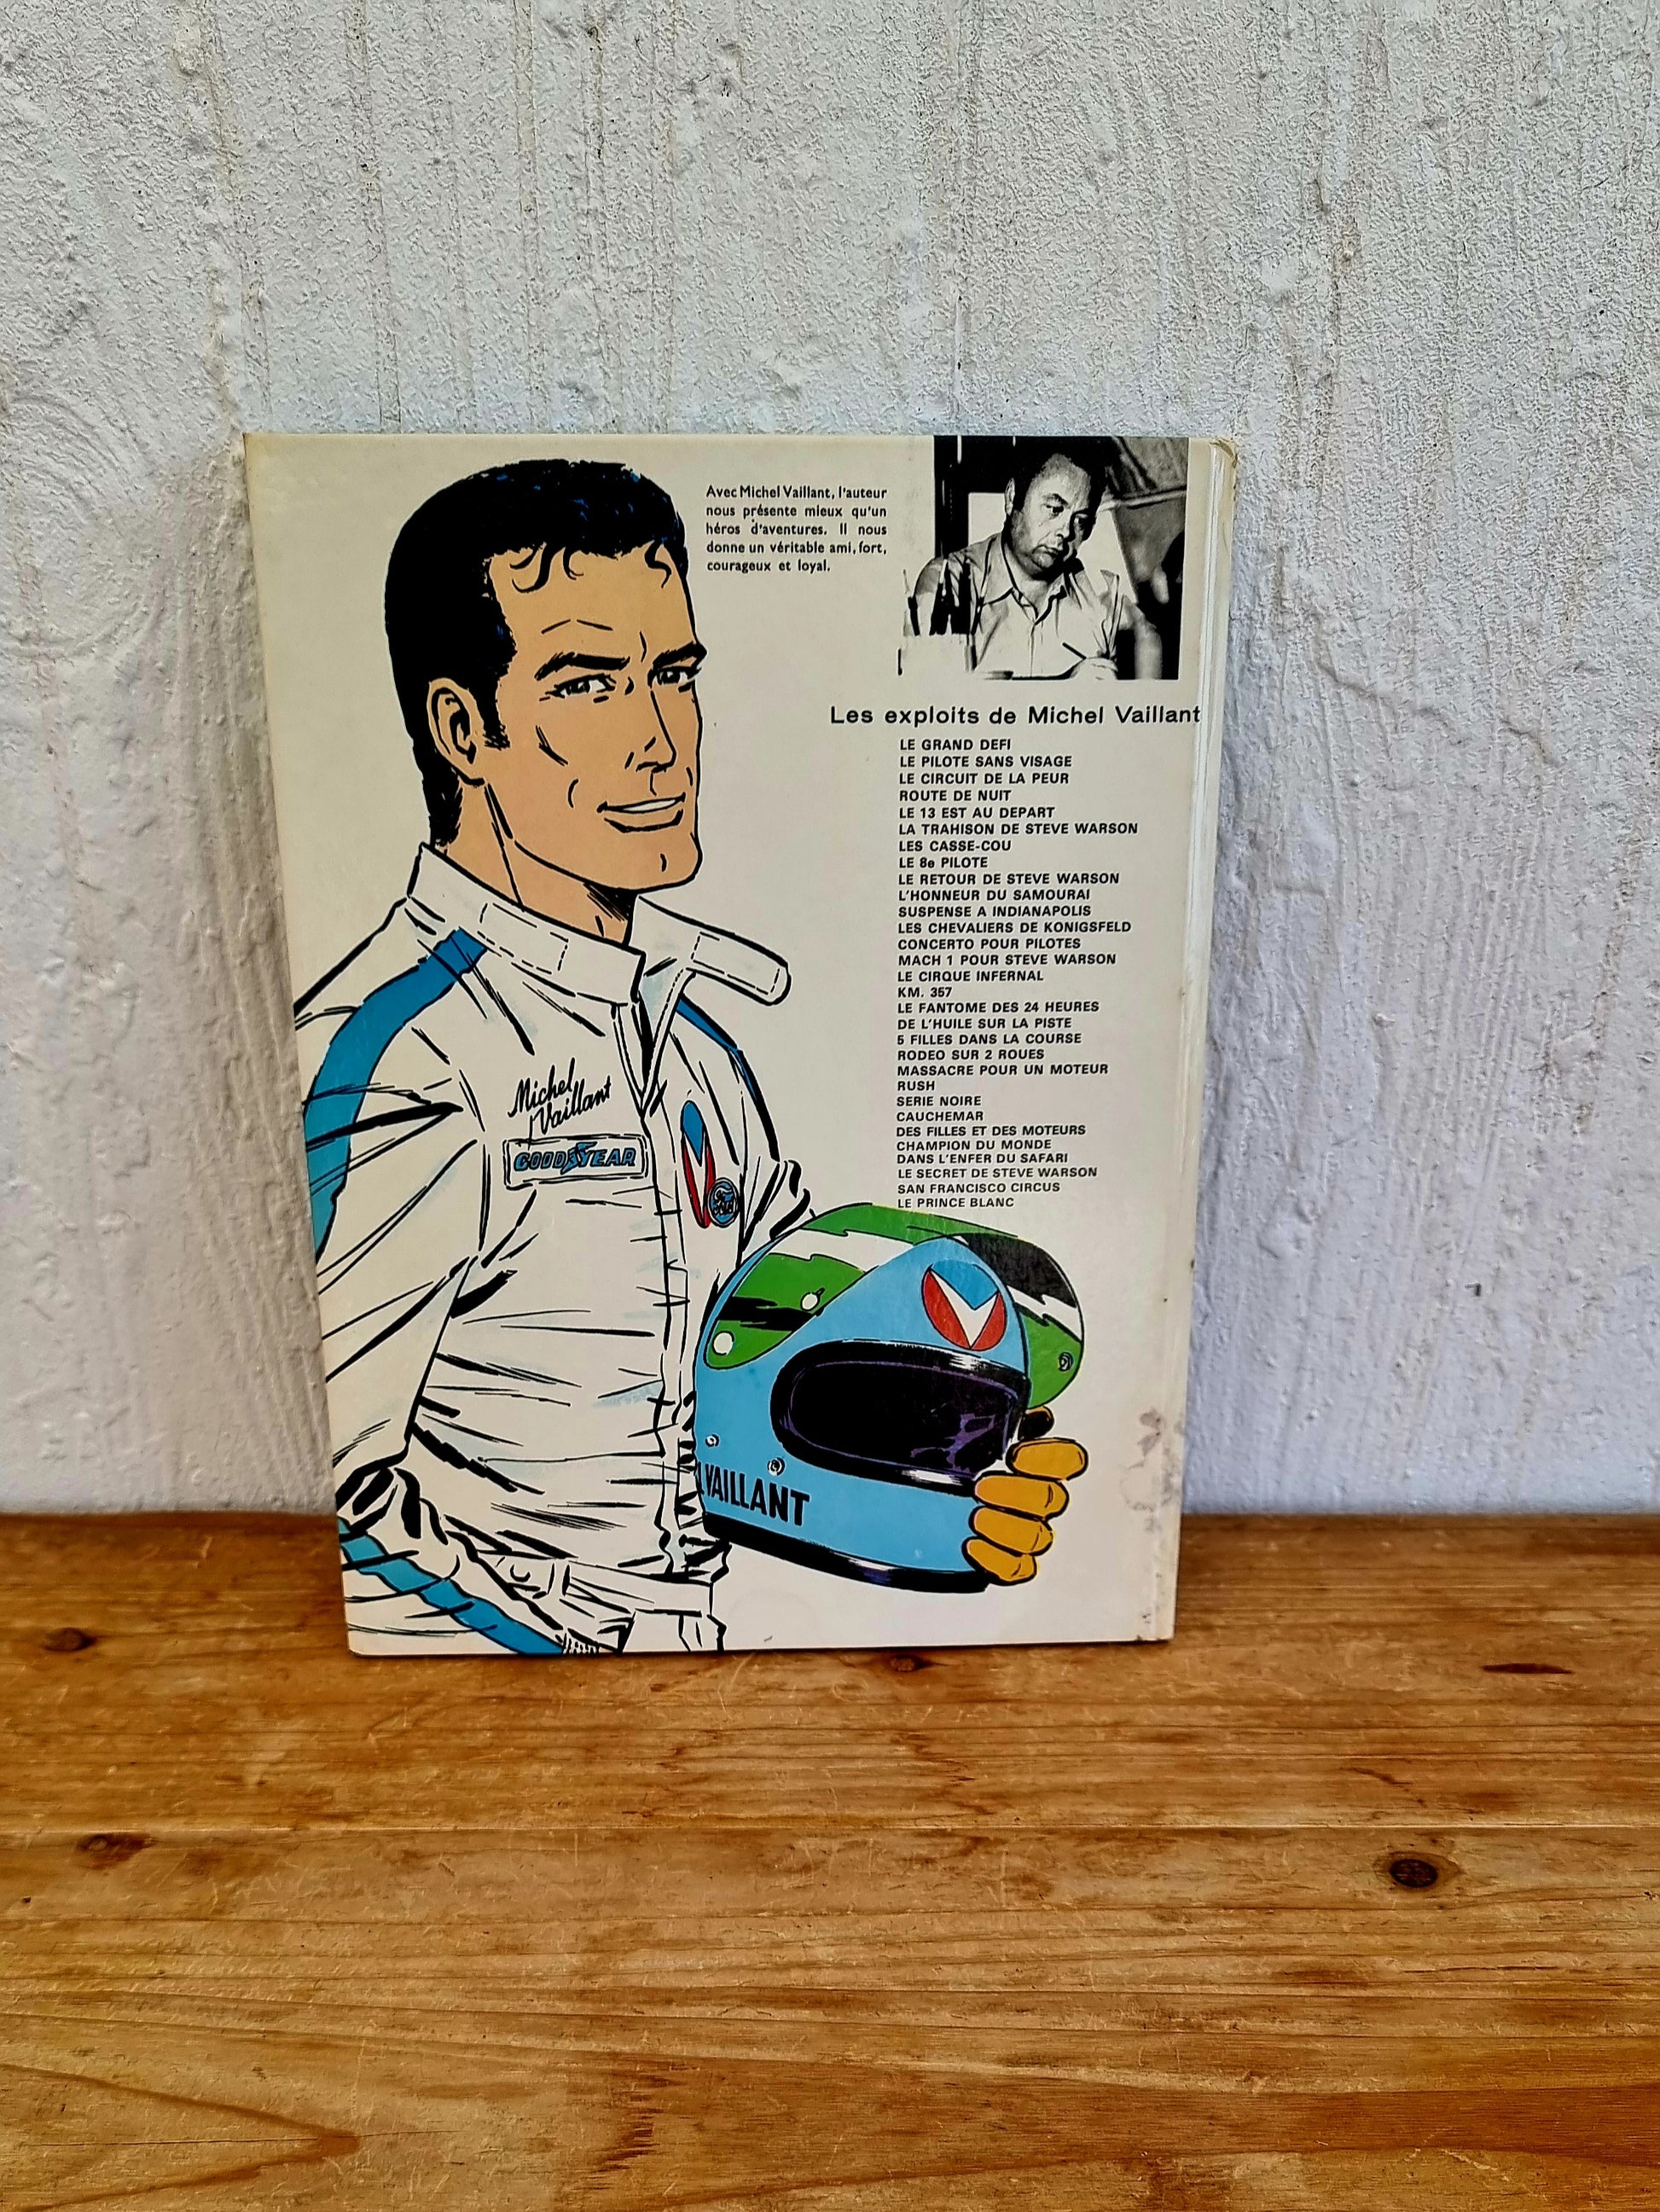 Avec Michel Vaillant, l'auteur
nous présente mieux qu'un
héros d'aventures. Il nous
donne un véritable ami, fort,
courageux et loyal.
Les exploits de Michel Vaillant
LE GRAND DEFI
LE PILOTE SANS VISAGE
LE CIRCUIT DE LA PEUR
ROUTE DE NUIT
LE 13 EST AU DEPART
LA TRAHISON DE STEVE WARSON
LES CASSE-COU
LE 8e PILOTE
LE RETOUR DE STEVE WARSON
L'HONNEUR DU SAMOURAI
SUSPENSE A INDIANAPOLIS
LES CHEVALIERS DE KONIGSFELD
CONCERTO POUR PILOTES
MACH 1 POUR STEVE WARSON
LE CIRQUE INFERNAL
KM. 357
LE FANTOME DES 24 HEURES
DE L'HUILE SUR LA PISTE
5 FILLES DANS LA COURSE
RODEO SUR 2 ROUES
MASSACRE POUR UN MOTEUR
RUSH
SERIE NOIRE
CAUCHEMAR
DES FILLES ET DES MOTEURS
CHAMPION DU MONDE
DANS L'ENFER DU SAFARI
LE SECRET DE STEVE WARSON
SAN FRANCISCO CIRCUS
LE PRINCE BLANC
Michel
Vaillant
GOODYEAR
Ford
L VAILLANT